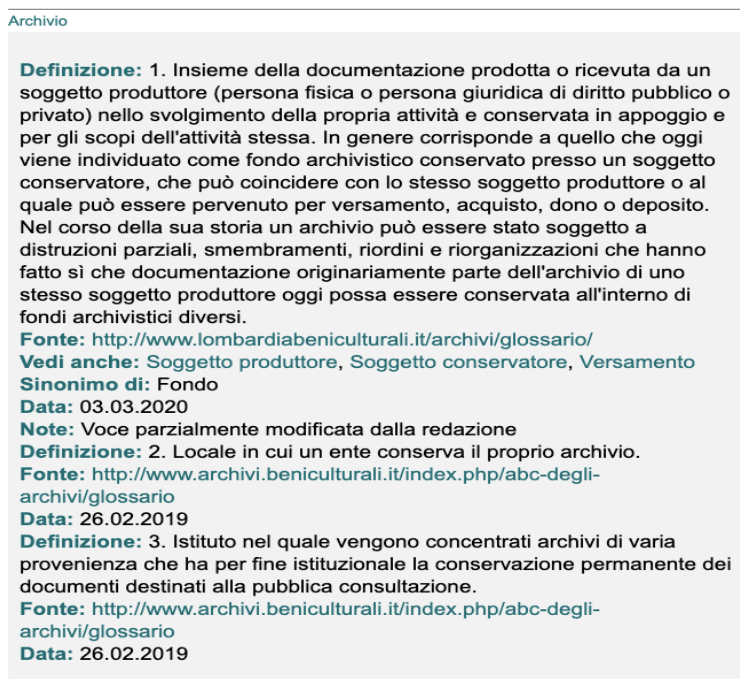 Archivio
Definizione: 1. Insieme della documentazione prodotta o ricevuta da un
soggetto produttore (persona fisica o persona giuridica di diritto pubblico o
privato) nello svolgimento della propria attività e conservata in appoggio e
per gli scopi dell'attività stessa. In genere corrisponde a quello che oggi
viene individuato come fondo archivistico conservato presso un soggetto
conservatore, che può coincidere con lo stesso soggetto produttore o al
quale può essere pervenuto per versamento, acquisto, dono o deposito.
Nel corso della sua storia un archivio può essere stato soggetto a
distruzioni parziali, smembramenti, riordini e riorganizzazioni che hanno
fatto sì che documentazione originariamente parte dell'archivio di uno
stesso soggetto produttore oggi possa essere conservata all'interno di
fondi archivistici diversi.
Fonte: http://www.lombardiabeniculturali.it/archivi/glossario/
Vedi anche: Soggetto produttore, Soggetto conservatore, Versamento
Sinonimo di: Fondo
Data: 03.03.2020
Note: Voce parzialmente modificata dalla redazione
Definizione: 2. Locale in cui un ente conserva il proprio archivio.
Fonte: http://www.archivi.beniculturali.it/index.php/abc-degli-
archivi/glossario
Data: 26.02.2019
Definizione: 3. Istituto nel quale vengono concentrati archivi di varia
provenienza che ha per fine istituzionale la conservazione permanente dei
documenti destinati alla pubblica consultazione.
Fonte: http://www.archivi.beniculturali.it/index.php/abc-degli-
archivi/glossario
Data: 26.02.2019